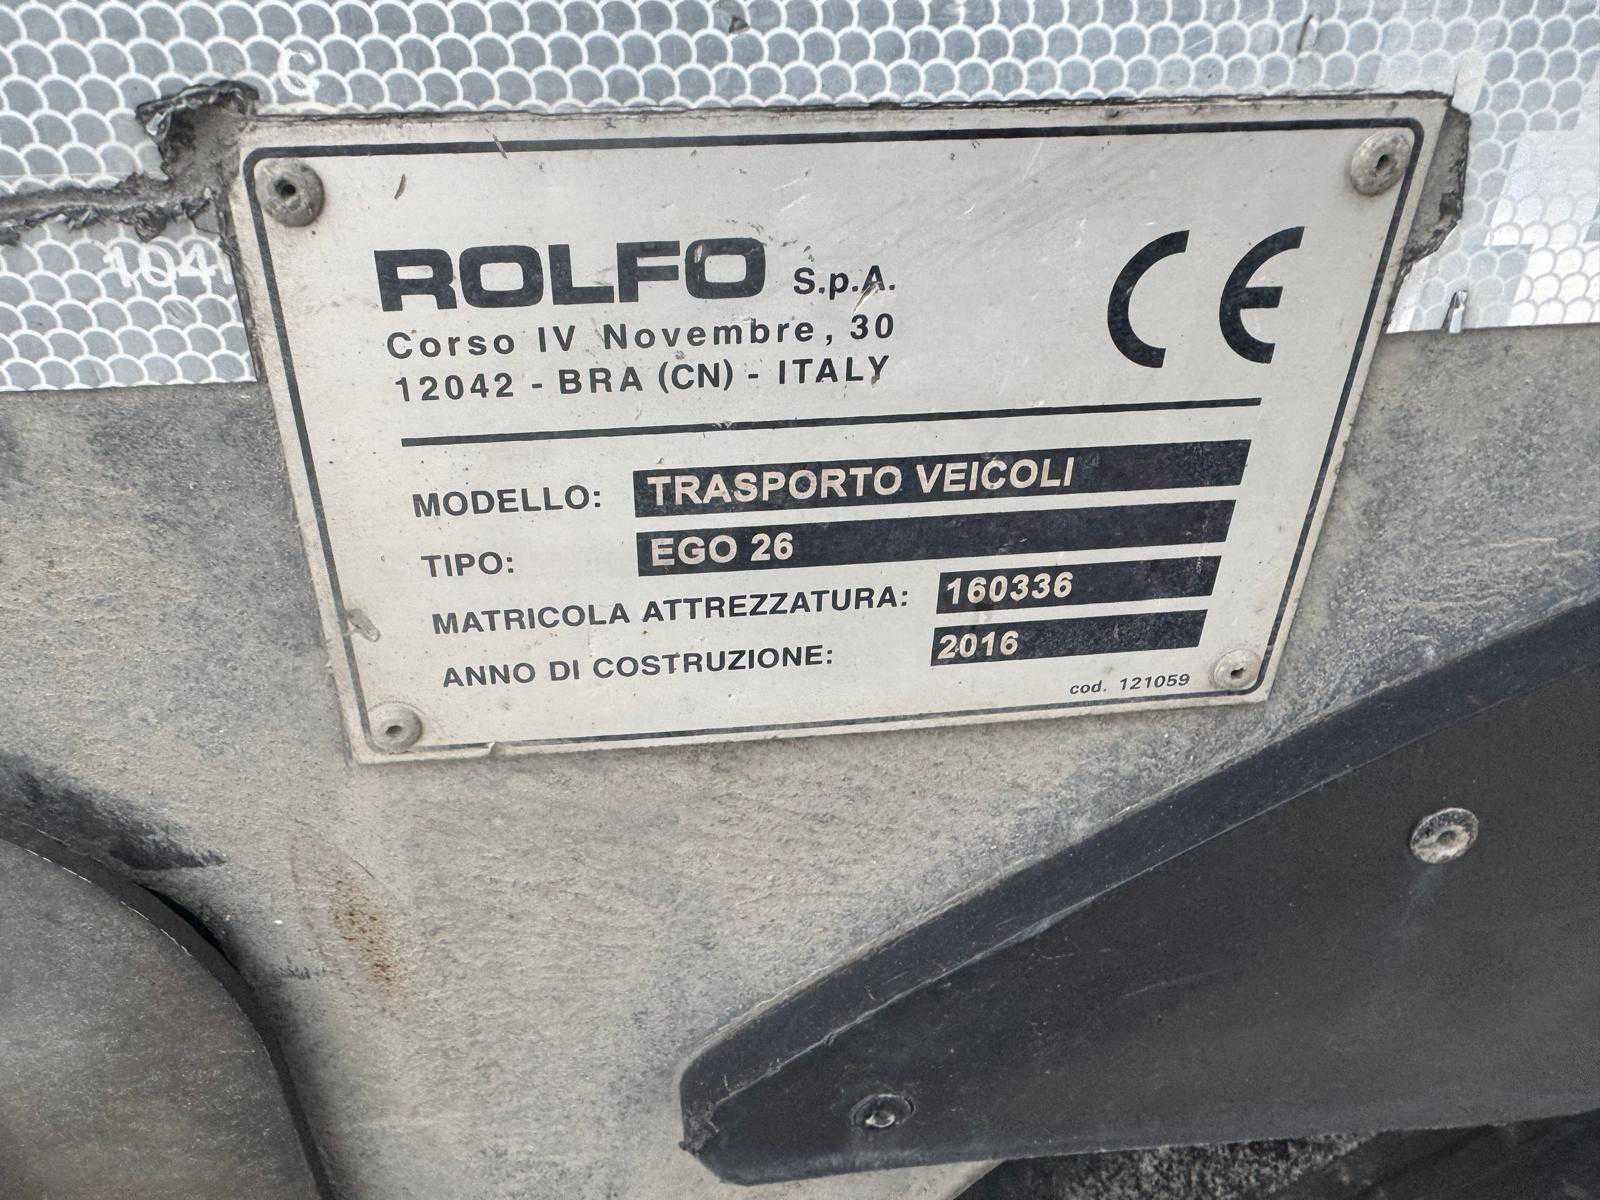 ROLFO S.p.A.
Corso IV Novembre, 30
12042 - BRA (CN) - ITALY
CE
MODELLO: TRASPORTO VEICOLI
TIPO: EGO 26
MATRICOLA ATTREZZATURA: 160336
ANNO DI COSTRUZIONE: 2016
cod. 121059